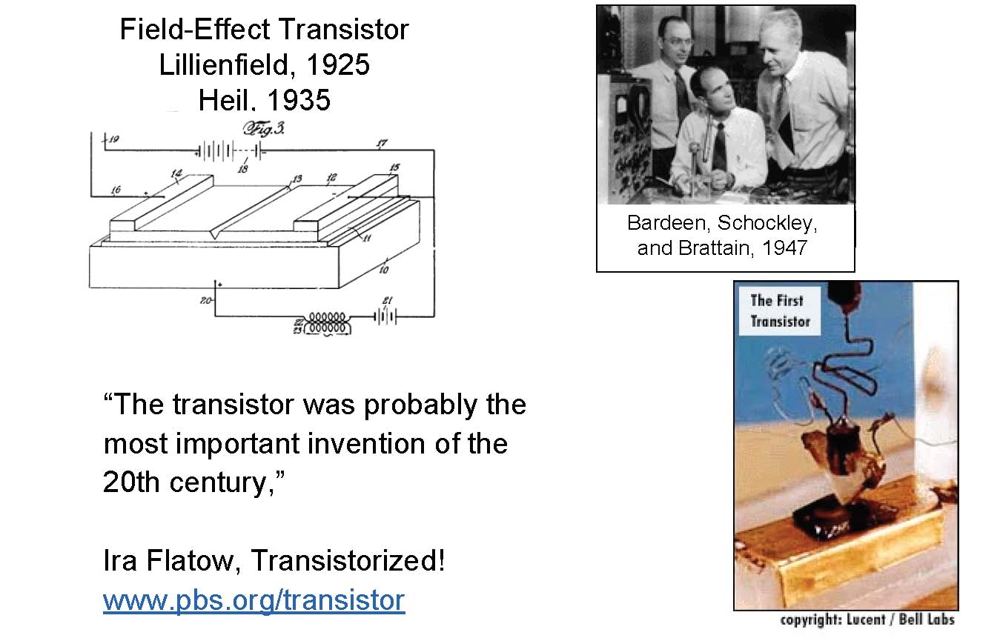 Field-Effect Transistor
Lillienfield, 1925
Heil, 1935
Fig.3.
19
17
18
14
13
12
15
16
11
10
20
21
22
23
Bardeen, Schockley,
and Brattain, 1947
The First
Transistor
“The transistor was probably the
most important invention of the
20th century,”
Ira Flatow, Transistorized!
www.pbs.org/transistor
copyright: Lucent / Bell Labs